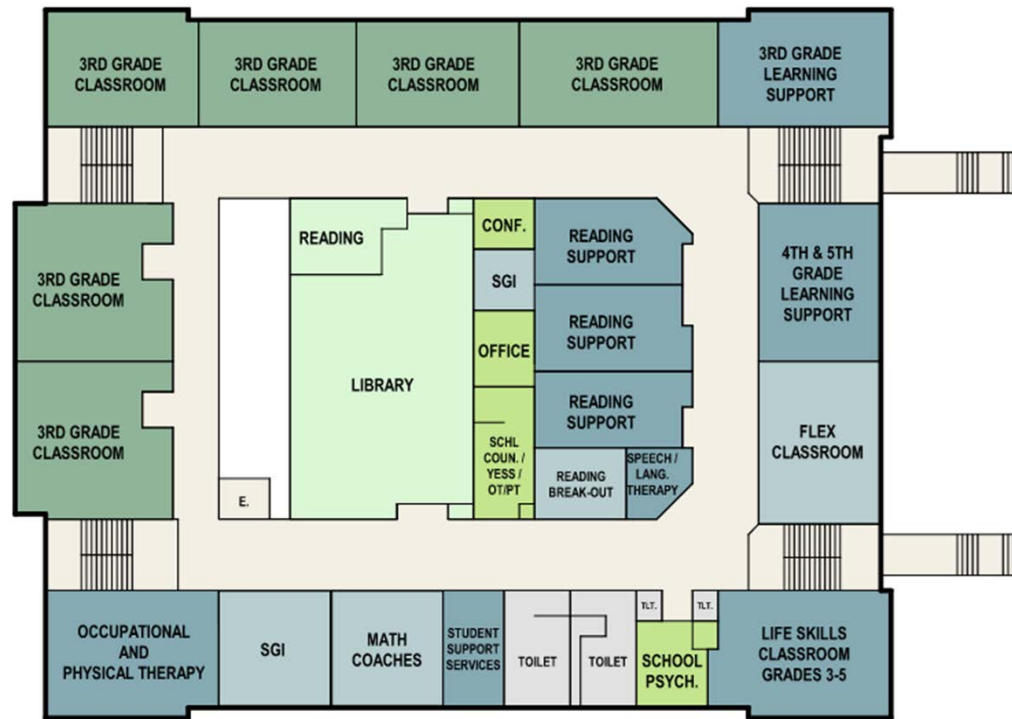 3RD GRADE
CLASSROOM
3RD GRADE
CLASSROOM
3RD GRADE
CLASSROOM
3RD GRADE
CLASSROOM
3RD GRADE
LEARNING
SUPPORT
READING
CONF.
READING
SUPPORT
4TH & 5TH
GRADE
LEARNING
SUPPORT
3RD GRADE
CLASSROOM
SGI
READING
SUPPORT
OFFICE
LIBRARY
READING
SUPPORT
3RD GRADE
CLASSROOM
FLEX
CLASSROOM
SCHL
COUN. /
YESS /
OT/PT
READING
BREAK-OUT
SPEECH /
LANG.
THERAPY
E.
OCCUPATIONAL
AND
PHYSICAL THERAPY
SGI
MATH
COACHES
STUDENT
SUPPORT
SERVICES
TOILET
TOILET
TLT.
TLT.
SCHOOL
PSYCH.
LIFE SKILLS
CLASSROOM
GRADES 3-5